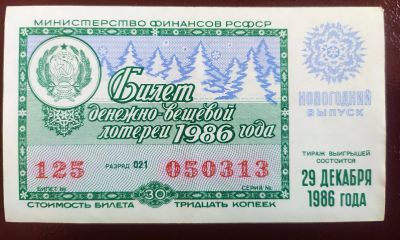 МИНИСТЕРСТВО ФИНАНСОВ РСФСР
Билет
денежно-вещевой
лотереи 1986 года
НОВОГОДНИЙ
ВЫПУСК
125 РАЗРЯД 021 050313
БИЛЕТ № 30 СЕРИЯ №
СТОИМОСТЬ БИЛЕТА ТРИДЦАТЬ КОПЕЕК
ТИРАЖ ВЫИГРЫШЕЙ
СОСТОИТСЯ
29 ДЕКАБРЯ
1986 ГОДА